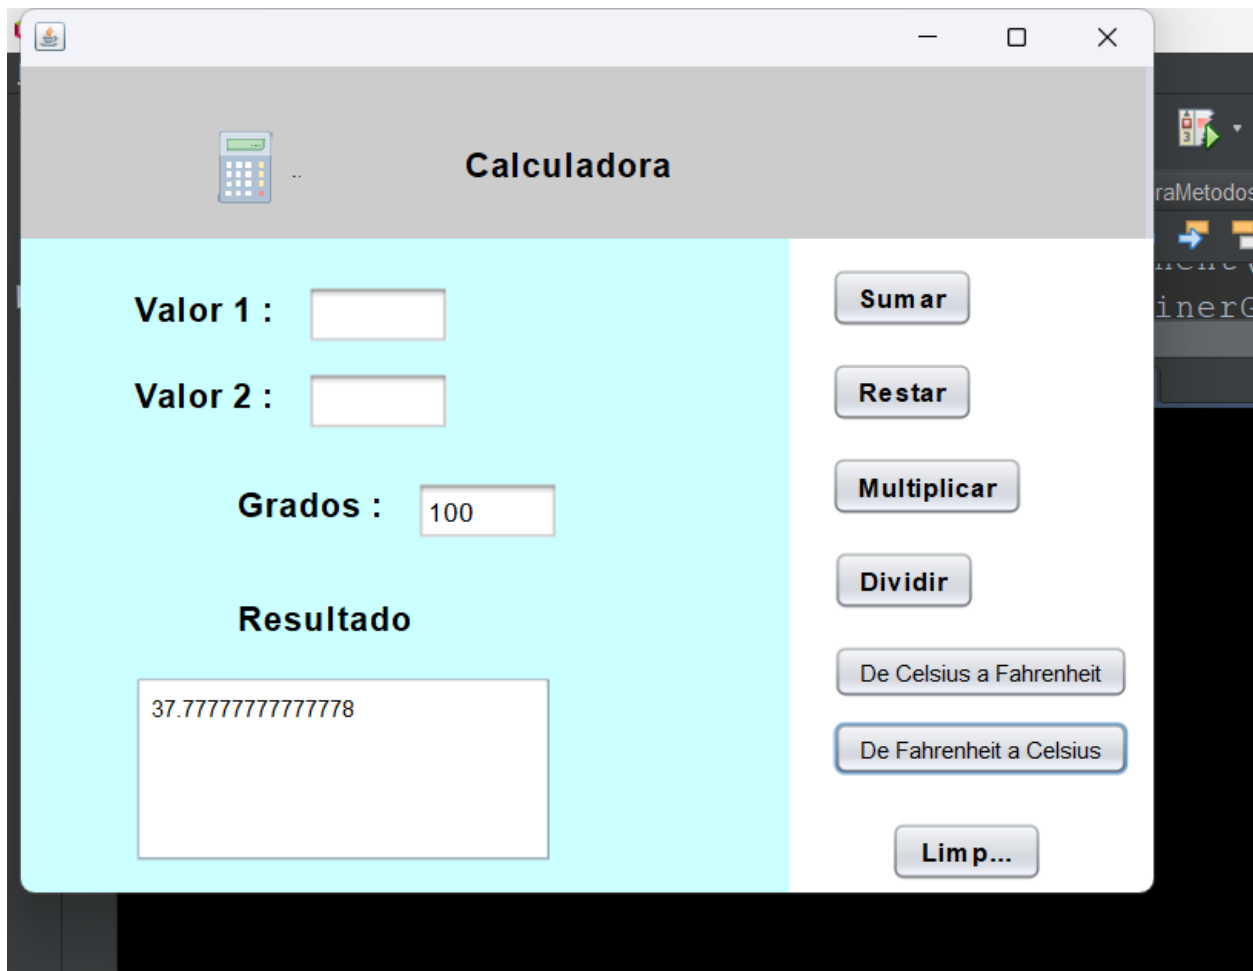 Calculadora
Valor 1 :
Valor 2 :
Grados :
100
Resultado
37.77777777777778
Sumar
Restar
Multiplicar
Dividir
De Celsius a Fahrenheit
De Fahrenheit a Celsius
Limp...
raMetodos
inerG